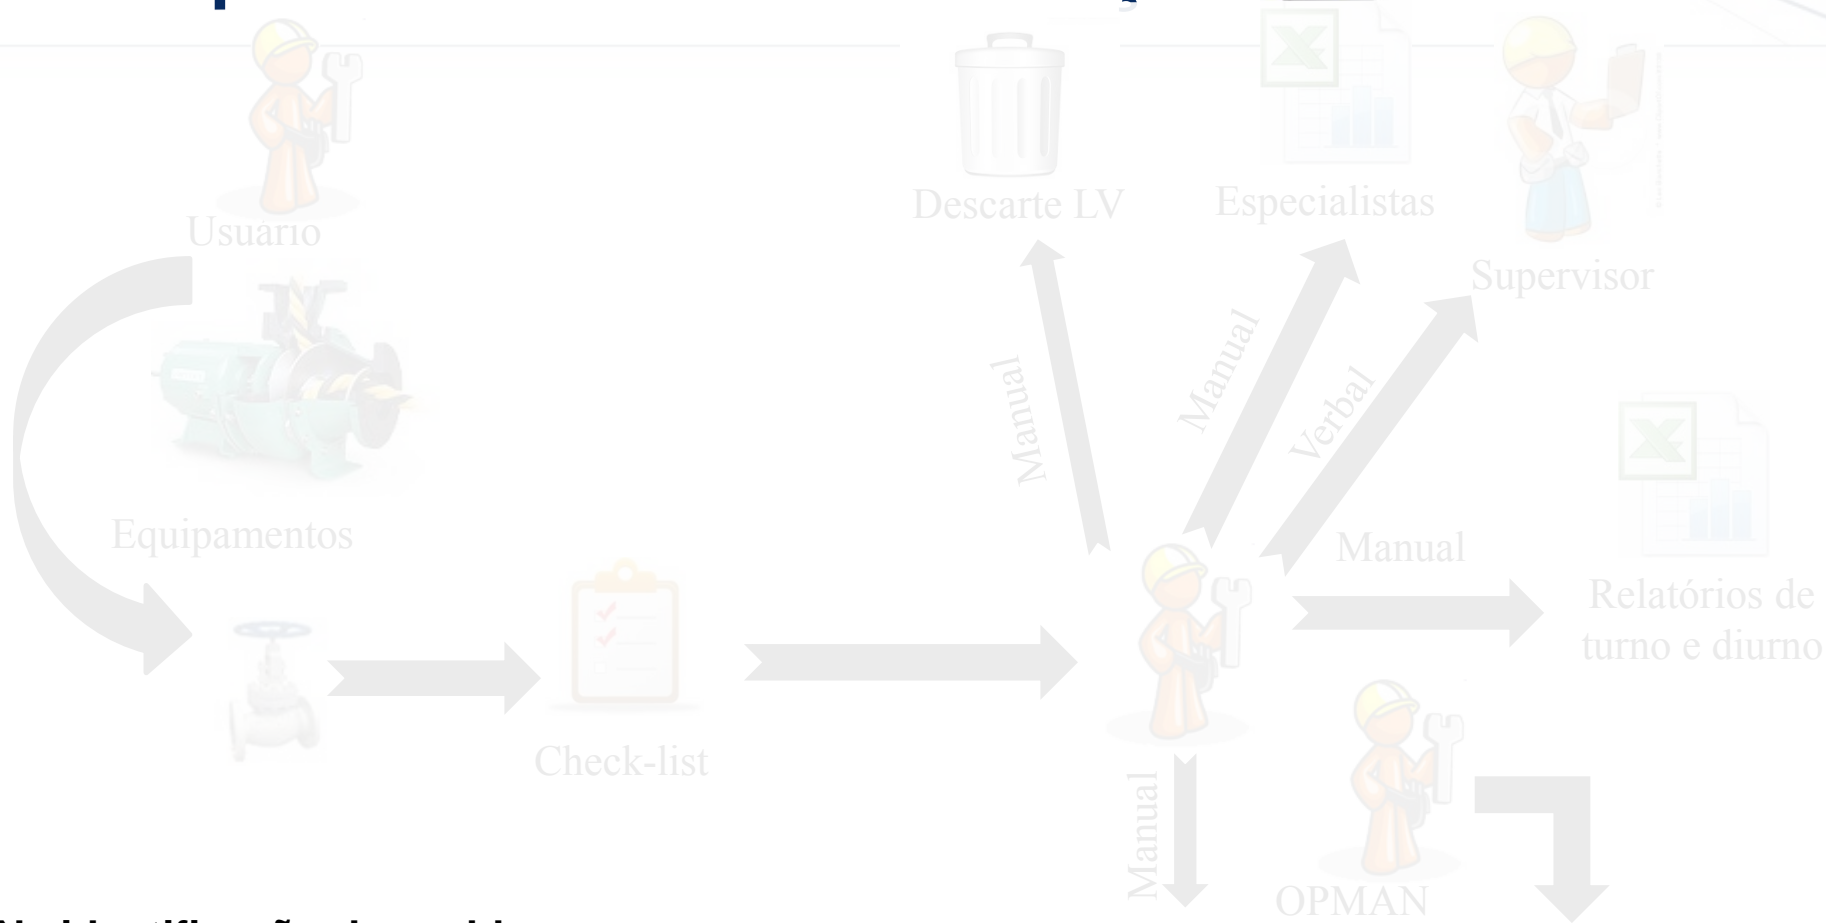 Usuário
Descarte LV
Especialistas
Supervisor
Manual
Manual
Verbal
Equipamentos
Manual
Relatórios de
turno e diurno
Check-list
Manual
OPMAN